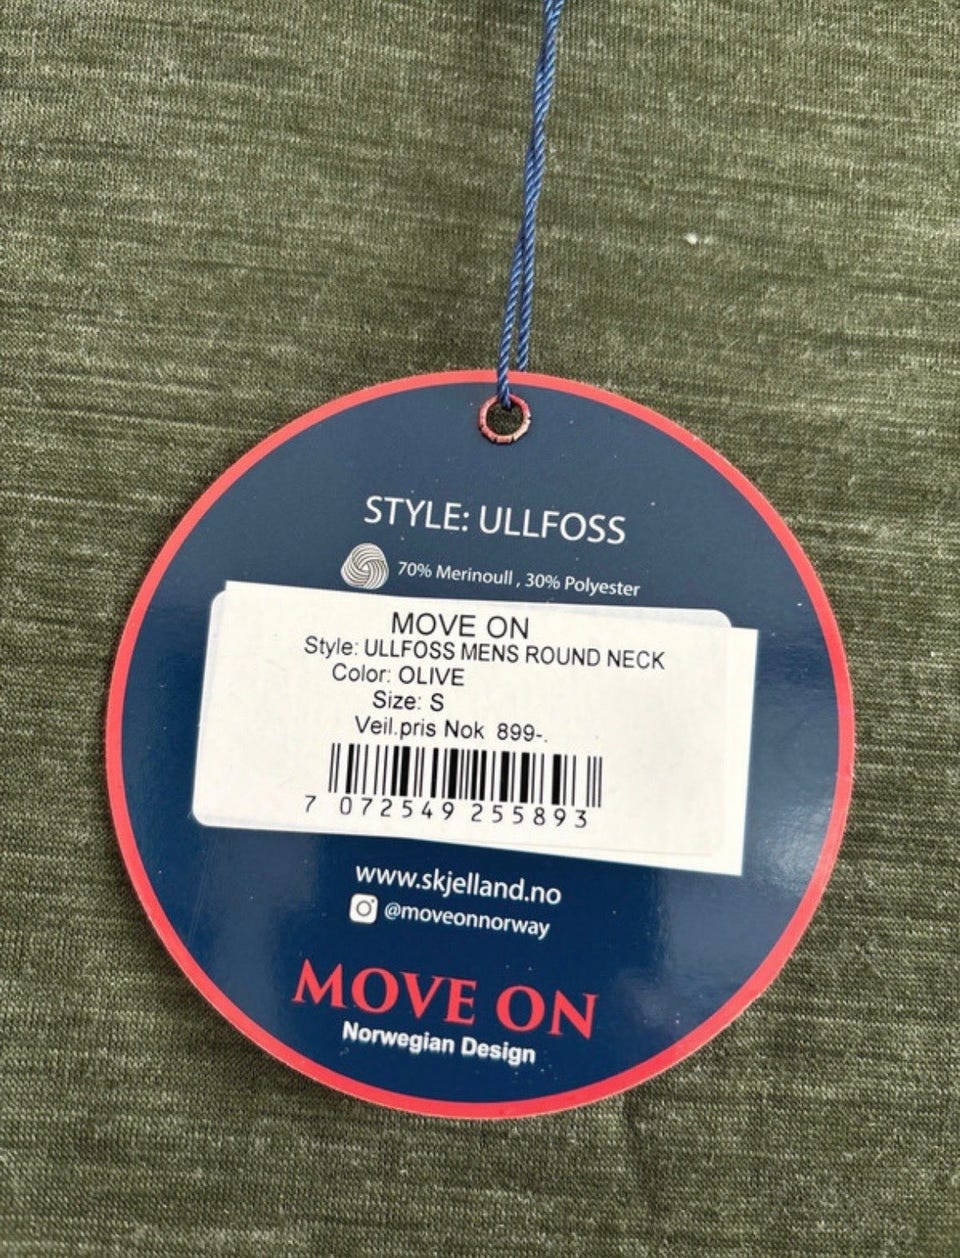 STYLE: ULLFOSS
70% Merinoull , 30% Polyester
MOVE ON
Style: ULLFOSS MENS ROUND NECK
Color: OLIVE
Size: S
Veil.pris Nok 899-.
7 072549 255893
www.skjelland.no
@moveonnorway
MOVE ON
Norwegian Design